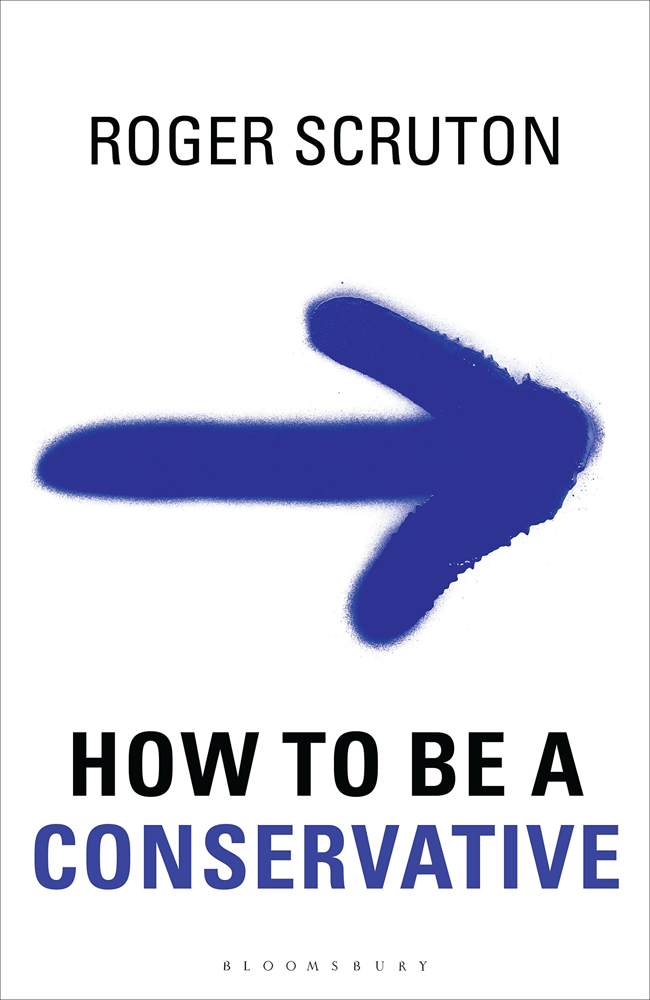 ROGER SCRUTON
HOW TO BE A
CONSERVATIVE
BLOOMSBURY